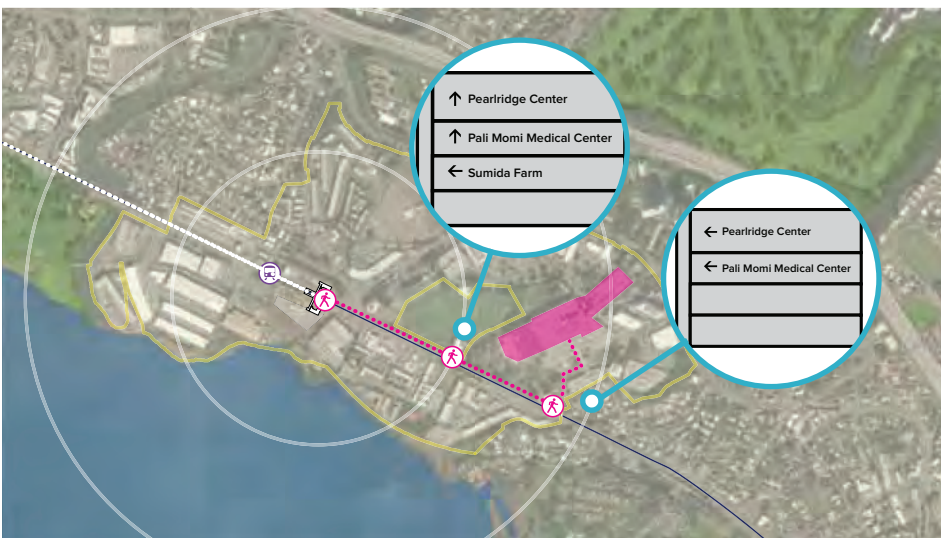 ↑ Pearlridge Center
↑ Pali Momi Medical Center
← Sumida Farm
← Pearlridge Center
← Pali Momi Medical Center